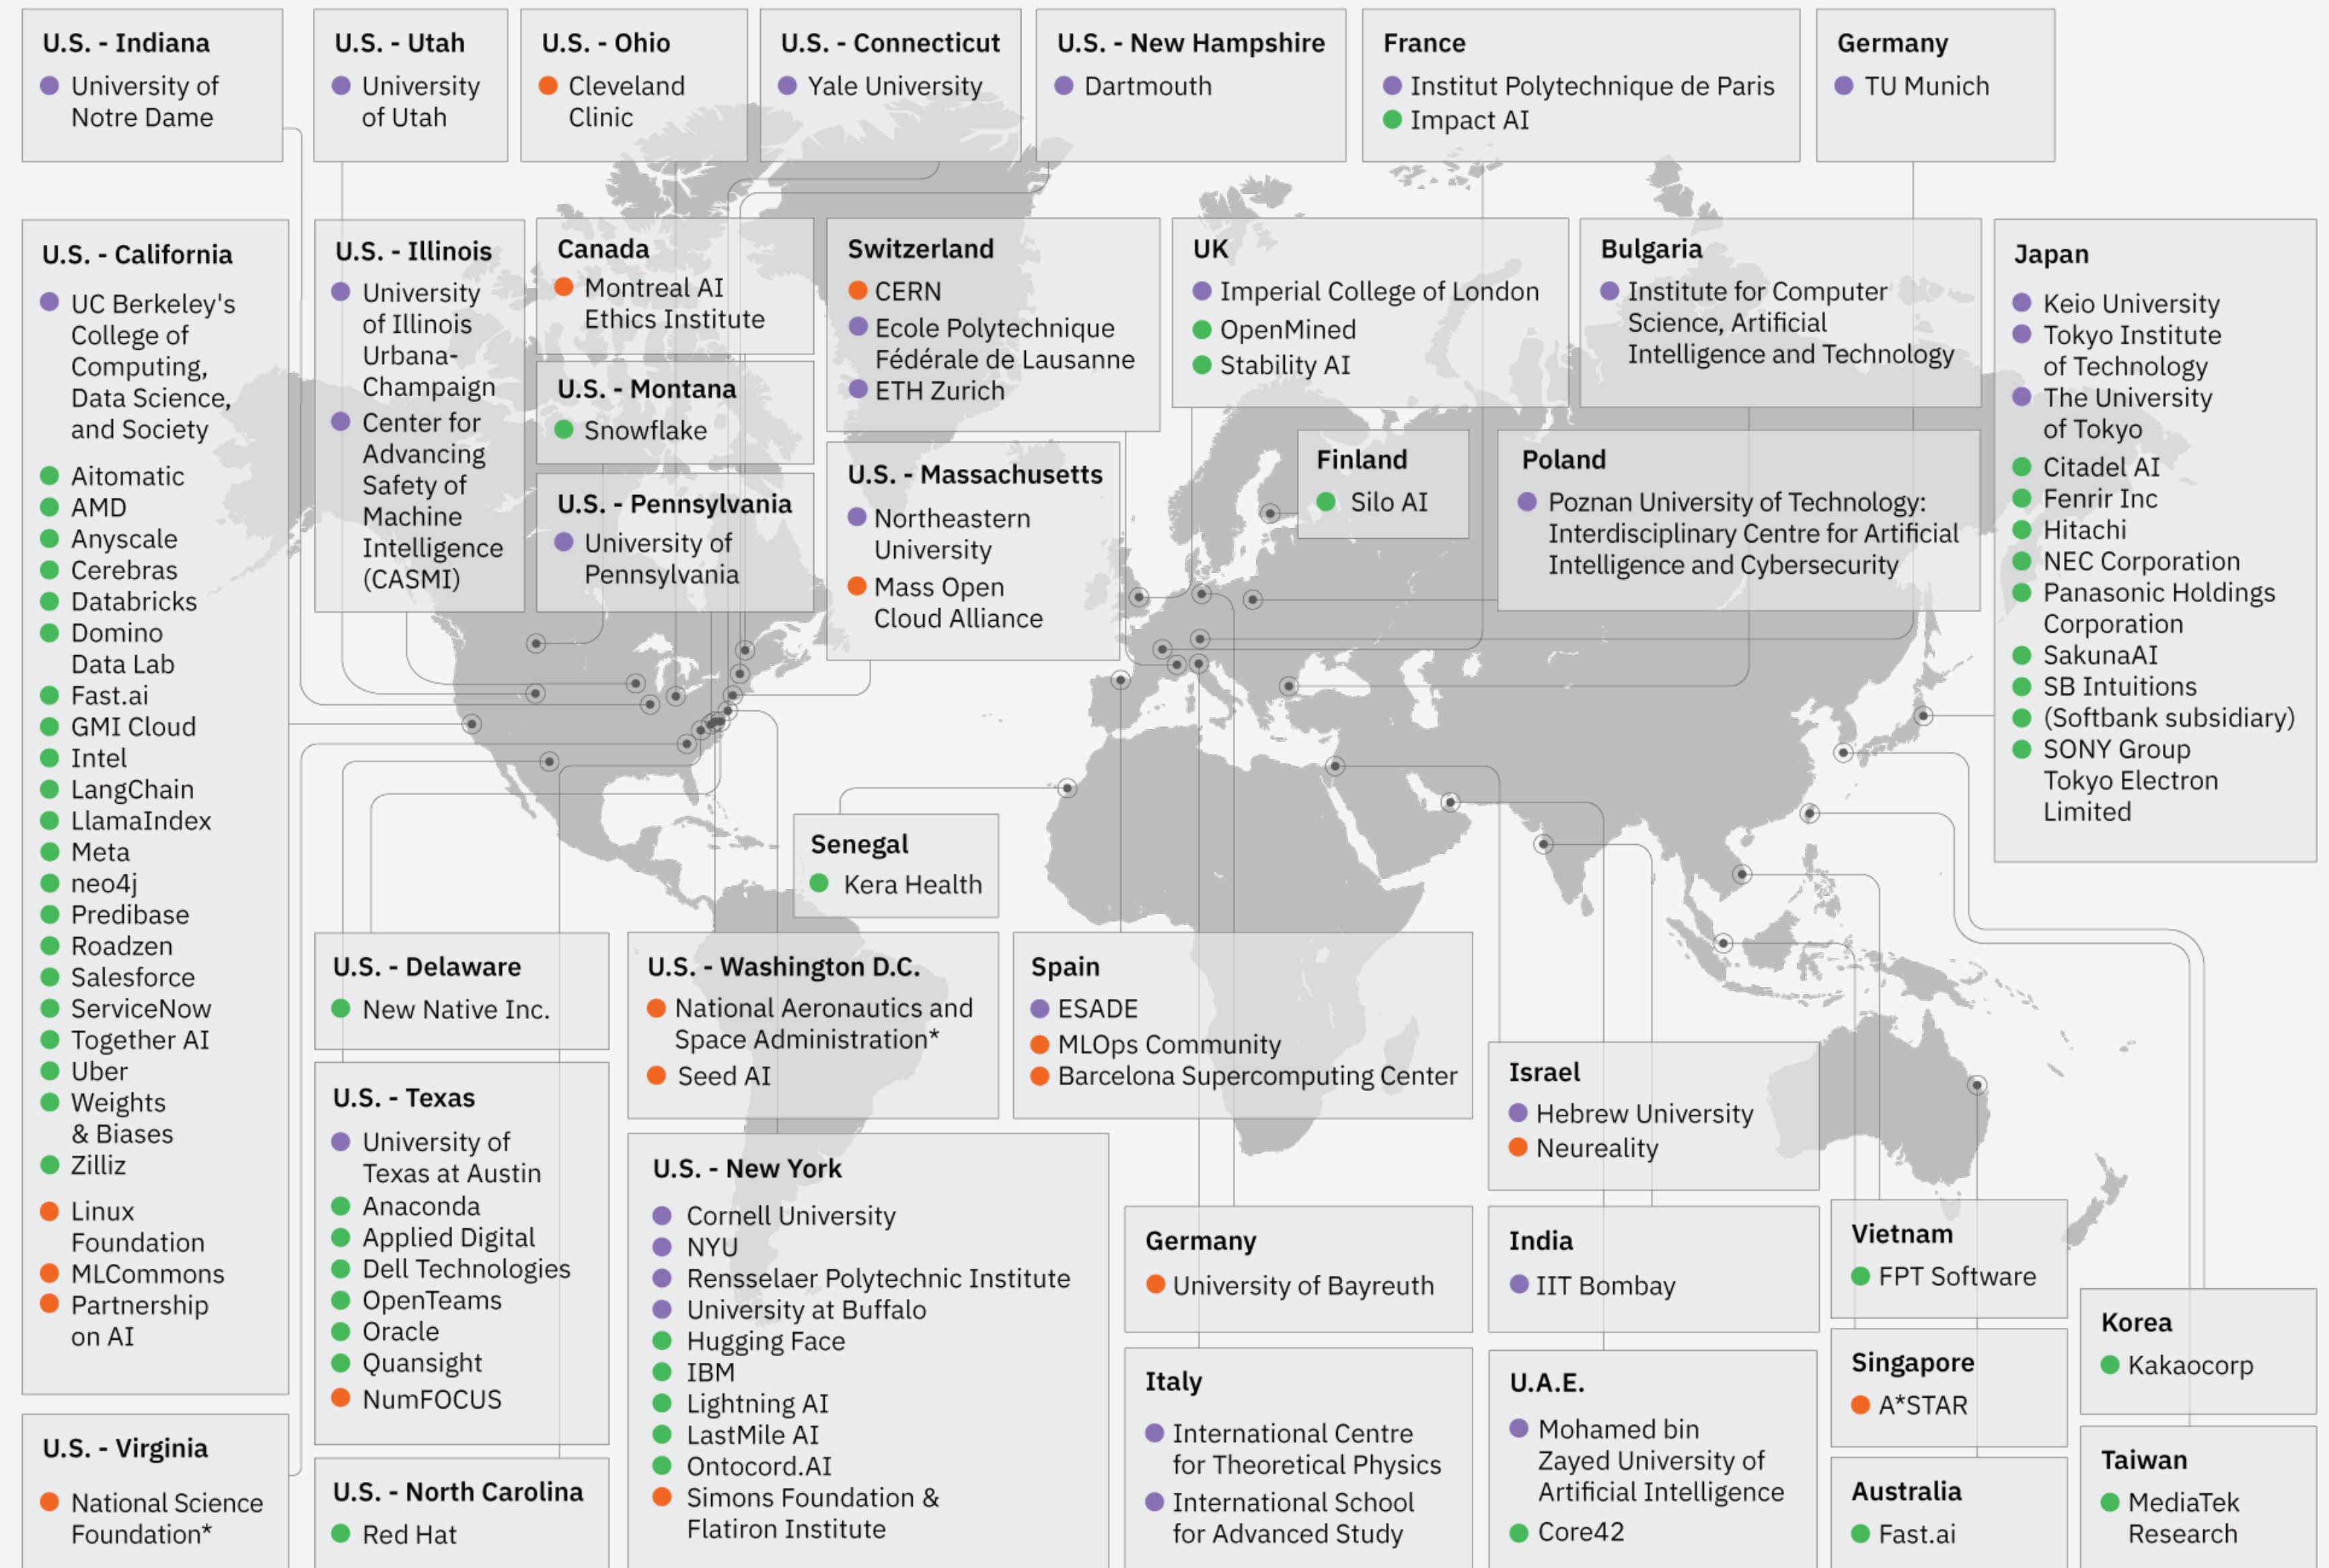 U.S. - Indiana
University of
Notre Dame
U.S. - Utah
University
of Utah
U.S. - Ohio
Cleveland
Clinic
U.S. - Connecticut
Yale University
U.S. - New Hampshire
Dartmouth
France
Institut Polytechnique de Paris
Impact AI
Germany
TU Munich
U.S. - California
UC Berkeley's
College of
Computing,
Data Science,
and Society
Aitomatic
AMD
Anyscale
Cerebras
Databricks
Domino
Data Lab
Fast.ai
GMI Cloud
Intel
LangChain
LlamaIndex
Meta
neo4j
Predibase
Roadzen
Salesforce
ServiceNow
Together AI
Uber
Weights
& Biases
Zilliz
Linux
Foundation
MLCommons
Partnership
on AI
U.S. - Illinois
University
of Illinois
Urbana-
Champaign
Center for
Advancing
Safety of
Machine
Intelligence
(CASMI)
Canada
Montreal AI
Ethics Institute
U.S. - Montana
Snowflake
U.S. - Pennsylvania
University of
Pennsylvania
Switzerland
CERN
Ecole Polytechnique
Fédérale de Lausanne
ETH Zurich
U.S. - Massachusetts
Northeastern
University
Mass Open
Cloud Alliance
UK
Imperial College of London
OpenMined
Stability AI
Finland
Silo AI
Bulgaria
Institute for Computer
Science, Artificial
Intelligence and Technology
Poland
Poznan University of Technology:
Interdisciplinary Centre for Artificial
Intelligence and Cybersecurity
Japan
Keio University
Tokyo Institute
of Technology
The University
of Tokyo
Citadel AI
Fenrir Inc
Hitachi
NEC Corporation
Panasonic Holdings
Corporation
SakunaAI
SB Intuitions
(Softbank subsidiary)
SONY Group
Tokyo Electron
Limited
Senegal
Kera Health
U.S. - Delaware
New Native Inc.
U.S. - Washington D.C.
National Aeronautics and
Space Administration*
Seed AI
Spain
ESADE
MLOps Community
Barcelona Supercomputing Center
U.S. - Texas
University of
Texas at Austin
Anaconda
Applied Digital
Dell Technologies
OpenTeams
Oracle
Quansight
NumFOCUS
U.S. - New York
Cornell University
NYU
Rensselaer Polytechnic Institute
University at Buffalo
Hugging Face
IBM
Lightning AI
LastMile AI
Ontocord.AI
Simons Foundation &
Flatiron Institute
Israel
Hebrew University
Neureality
Germany
University of Bayreuth
India
IIT Bombay
Vietnam
FPT Software
Korea
Kakaocorp
Italy
International Centre
for Theoretical Physics
International School
for Advanced Study
U.A.E.
Mohamed bin
Zayed University of
Artificial Intelligence
Core42
Singapore
A*STAR
Australia
Fast.ai
Taiwan
MediaTek
Research
U.S. - Virginia
National Science
Foundation*
U.S. - North Carolina
Red Hat